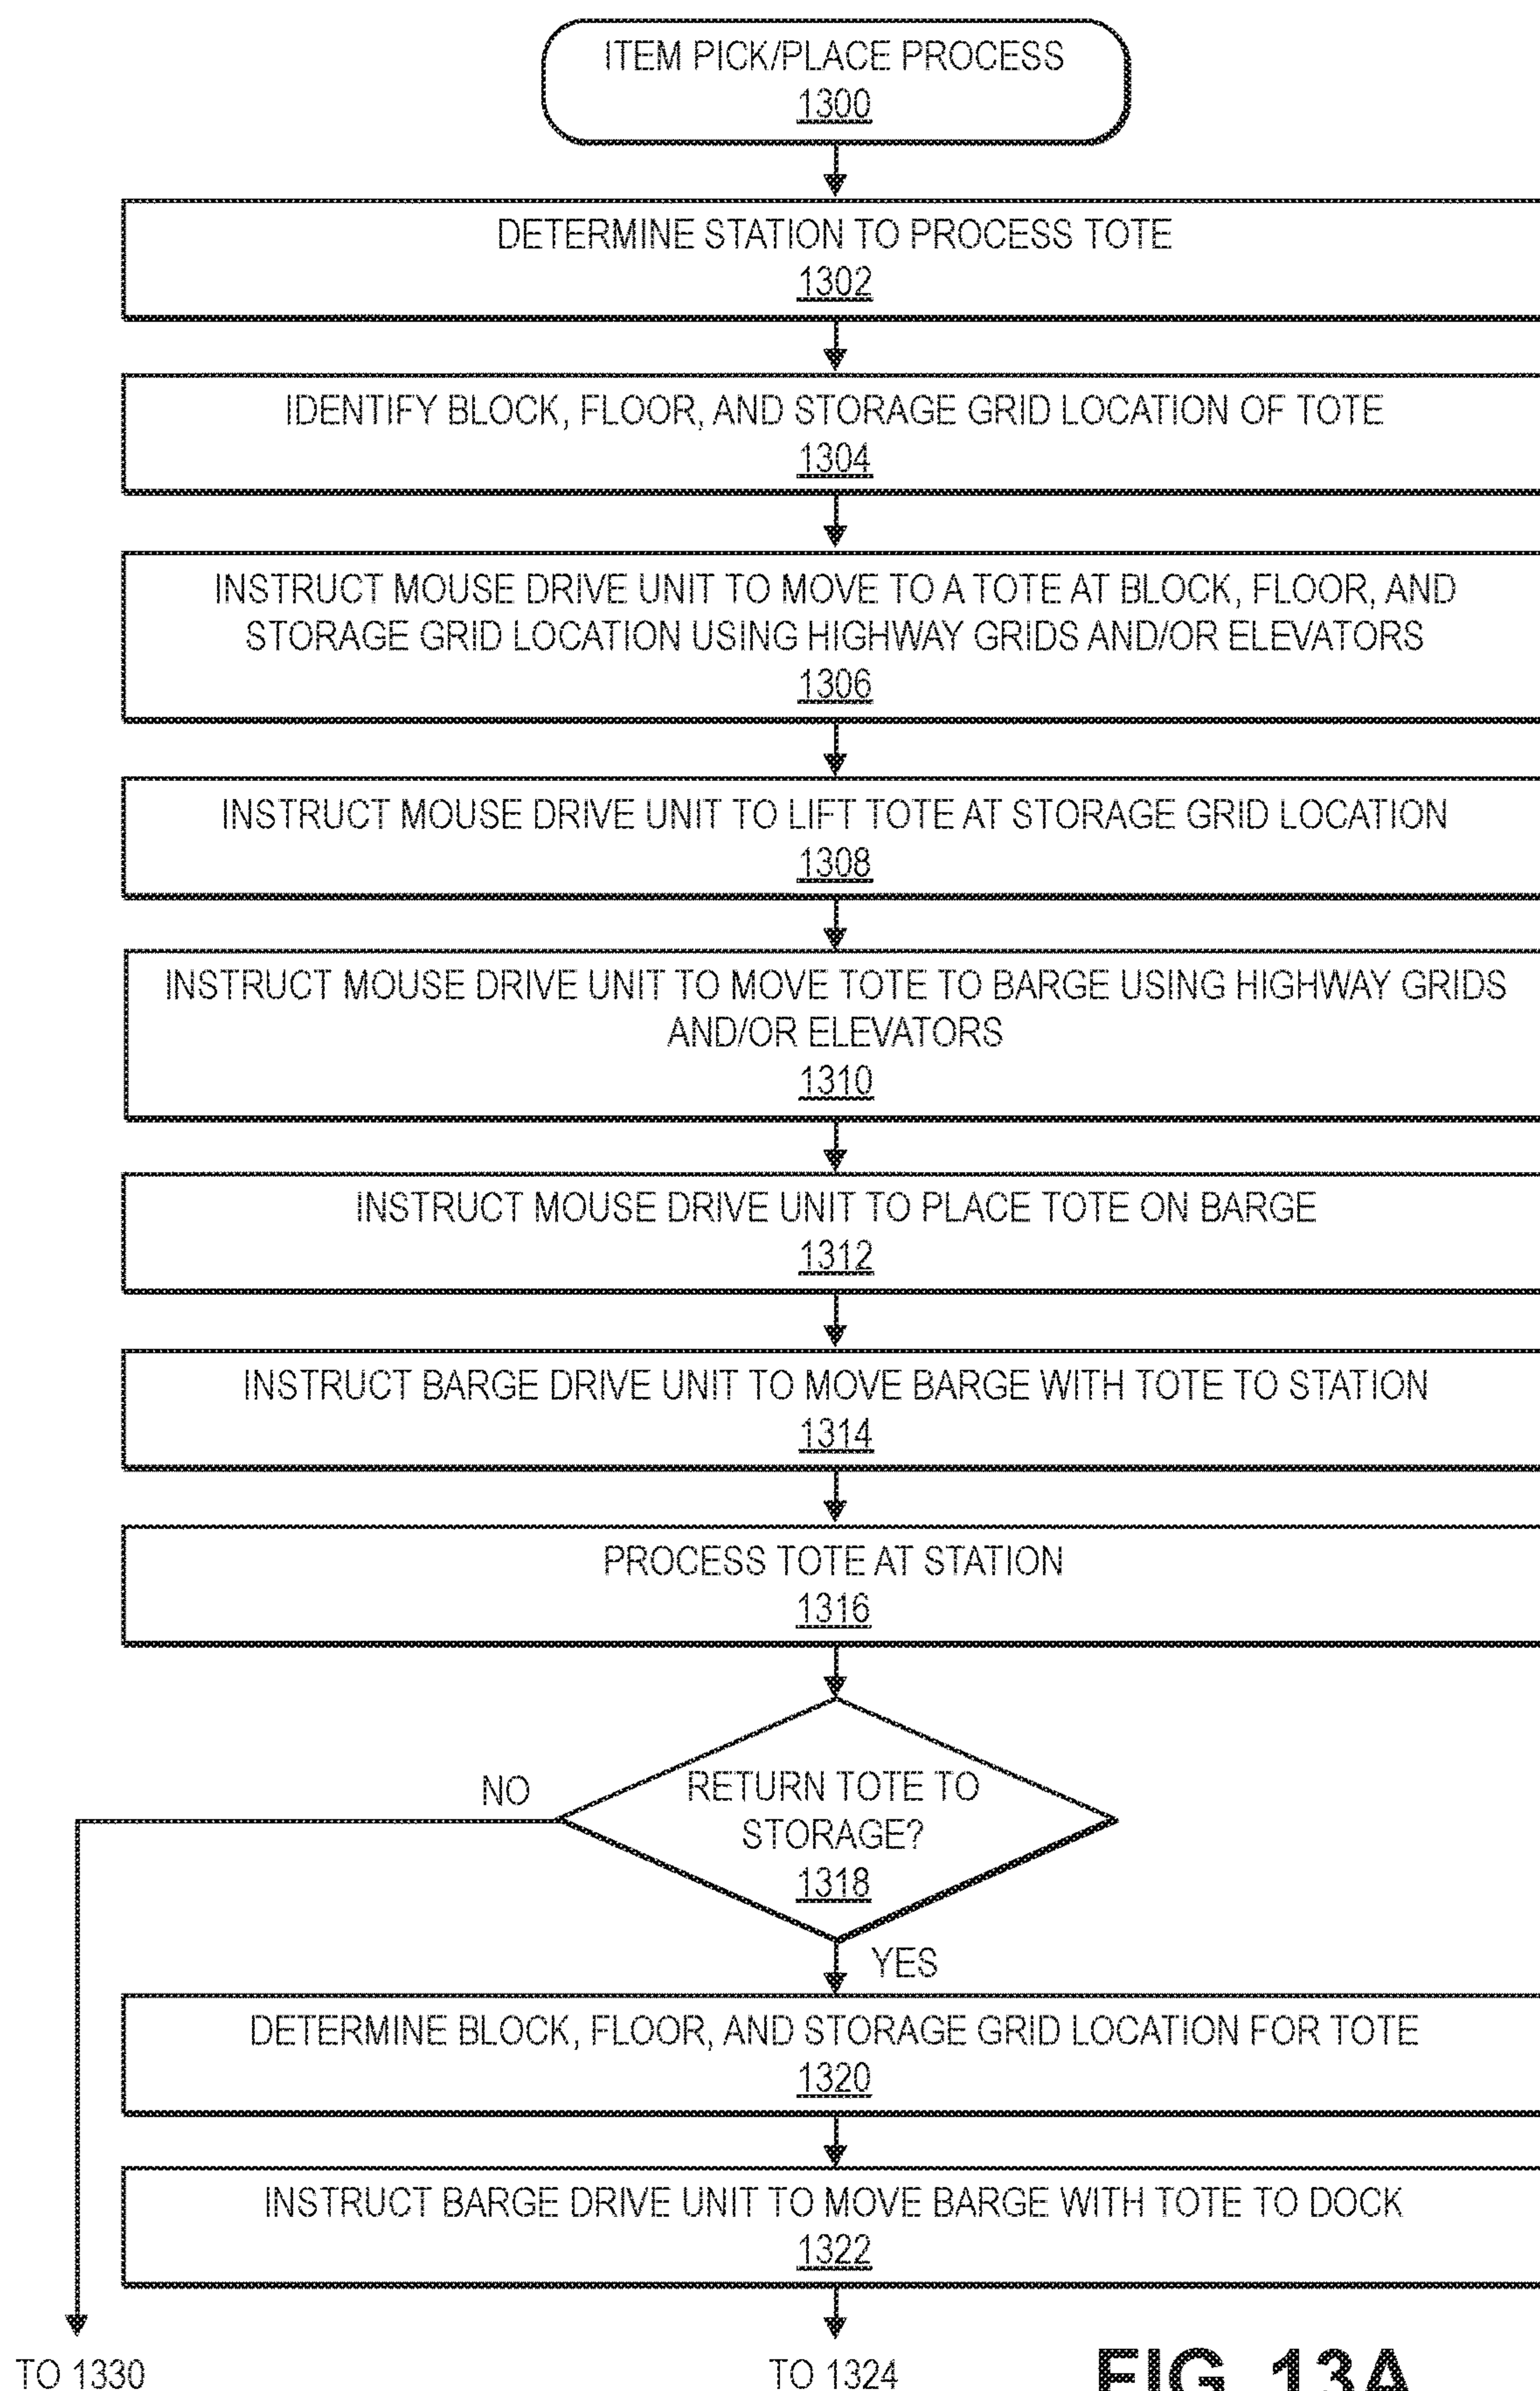 ITEM PICK/PLACE PROCESS
1300
DETERMINE STATION TO PROCESS TOTE
1302
IDENTIFY BLOCK, FLOOR, AND STORAGE GRID LOCATION OF TOTE
1304
INSTRUCT MOUSE DRIVE UNIT TO MOVE TO A TOTE AT BLOCK, FLOOR, AND
STORAGE GRID LOCATION USING HIGHWAY GRIDS AND/OR ELEVATORS
1306
INSTRUCT MOUSE DRIVE UNIT TO LIFT TOTE AT STORAGE GRID LOCATION
1308
INSTRUCT MOUSE DRIVE UNIT TO MOVE TOTE TO BARGE USING HIGHWAY GRIDS
AND/OR ELEVATORS
1310
INSTRUCT MOUSE DRIVE UNIT TO PLACE TOTE ON BARGE
1312
INSTRUCT BARGE DRIVE UNIT TO MOVE BARGE WITH TOTE TO STATION
1314
PROCESS TOTE AT STATION
1316
NO
RETURN TOTE TO
STORAGE?
1318
YES
DETERMINE BLOCK, FLOOR, AND STORAGE GRID LOCATION FOR TOTE
1320
INSTRUCT BARGE DRIVE UNIT TO MOVE BARGE WITH TOTE TO DOCK
1322
TO 1330
TO 1324
FIG. 13A